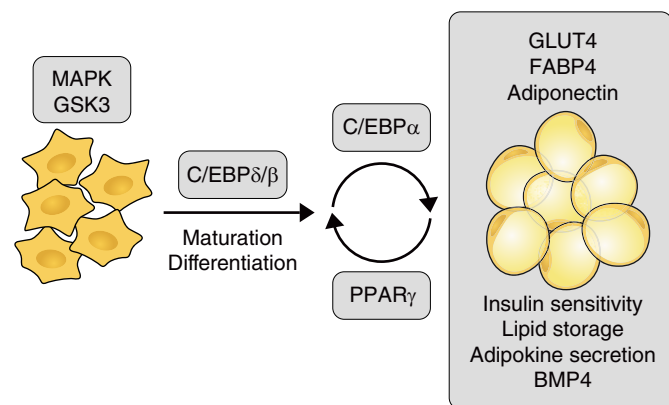 MAPK
GSK3
C/EBPδ/β
Maturation
Differentiation
C/EBPα
PPARγ
GLUT4
FABP4
Adiponectin
Insulin sensitivity
Lipid storage
Adipokine secretion
BMP4